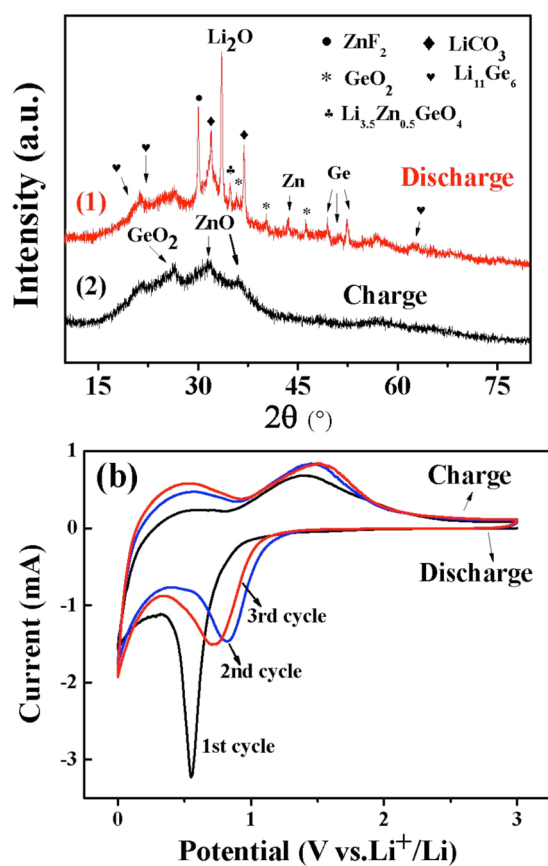 Li2O
● ZnF2
♦ LiCO3
* GeO2
♥ Li11Ge6
♣ Li3.5Zn0.5GeO4
Intensity (a.u.)
♥ ♥
● ♦ ♣ * ♦
(1)
* Zn * Ge
Discharge
♥
GeO2
ZnO
(2)
Charge
15 30 45 60 75
2θ (°)
(b)
Charge
Discharge
3rd cycle
2nd cycle
1st cycle
1
0
-1
-2
-3
Current (mA)
0 1 2 3
Potential (V vs.Li+/Li)